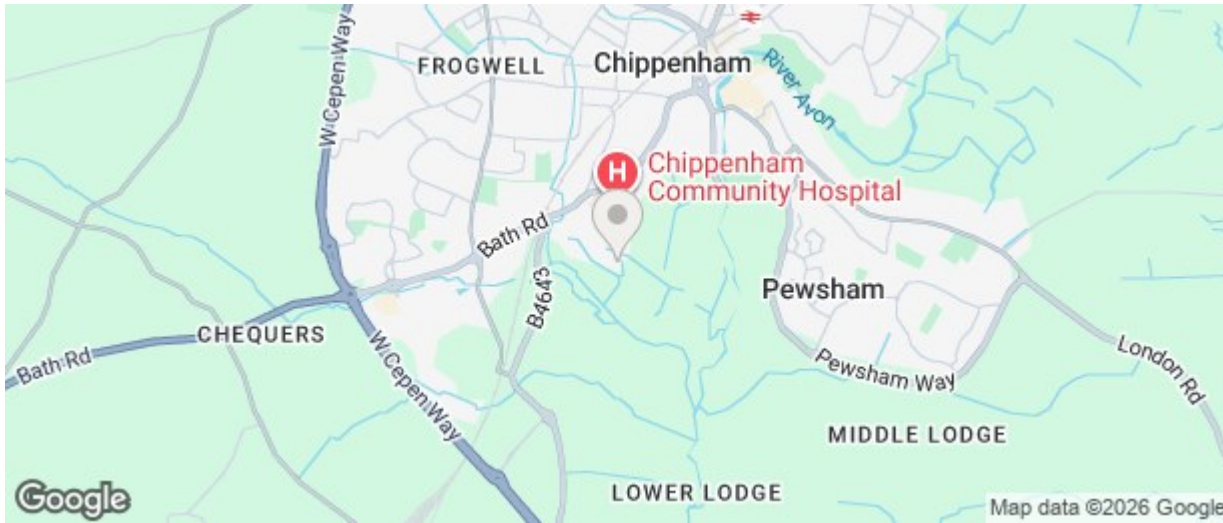 W Cepen Way
FROGWELL
Chippenham
River Avon
H
Chippenham
Community Hospital
Bath Rd
B4643
Pewsham
CHEQUERS
Bath Rd
W Cepen Way
Pewsham Way
London Rd
MIDDLE LODGE
LOWER LODGE
Google
Map data ©2026 Google